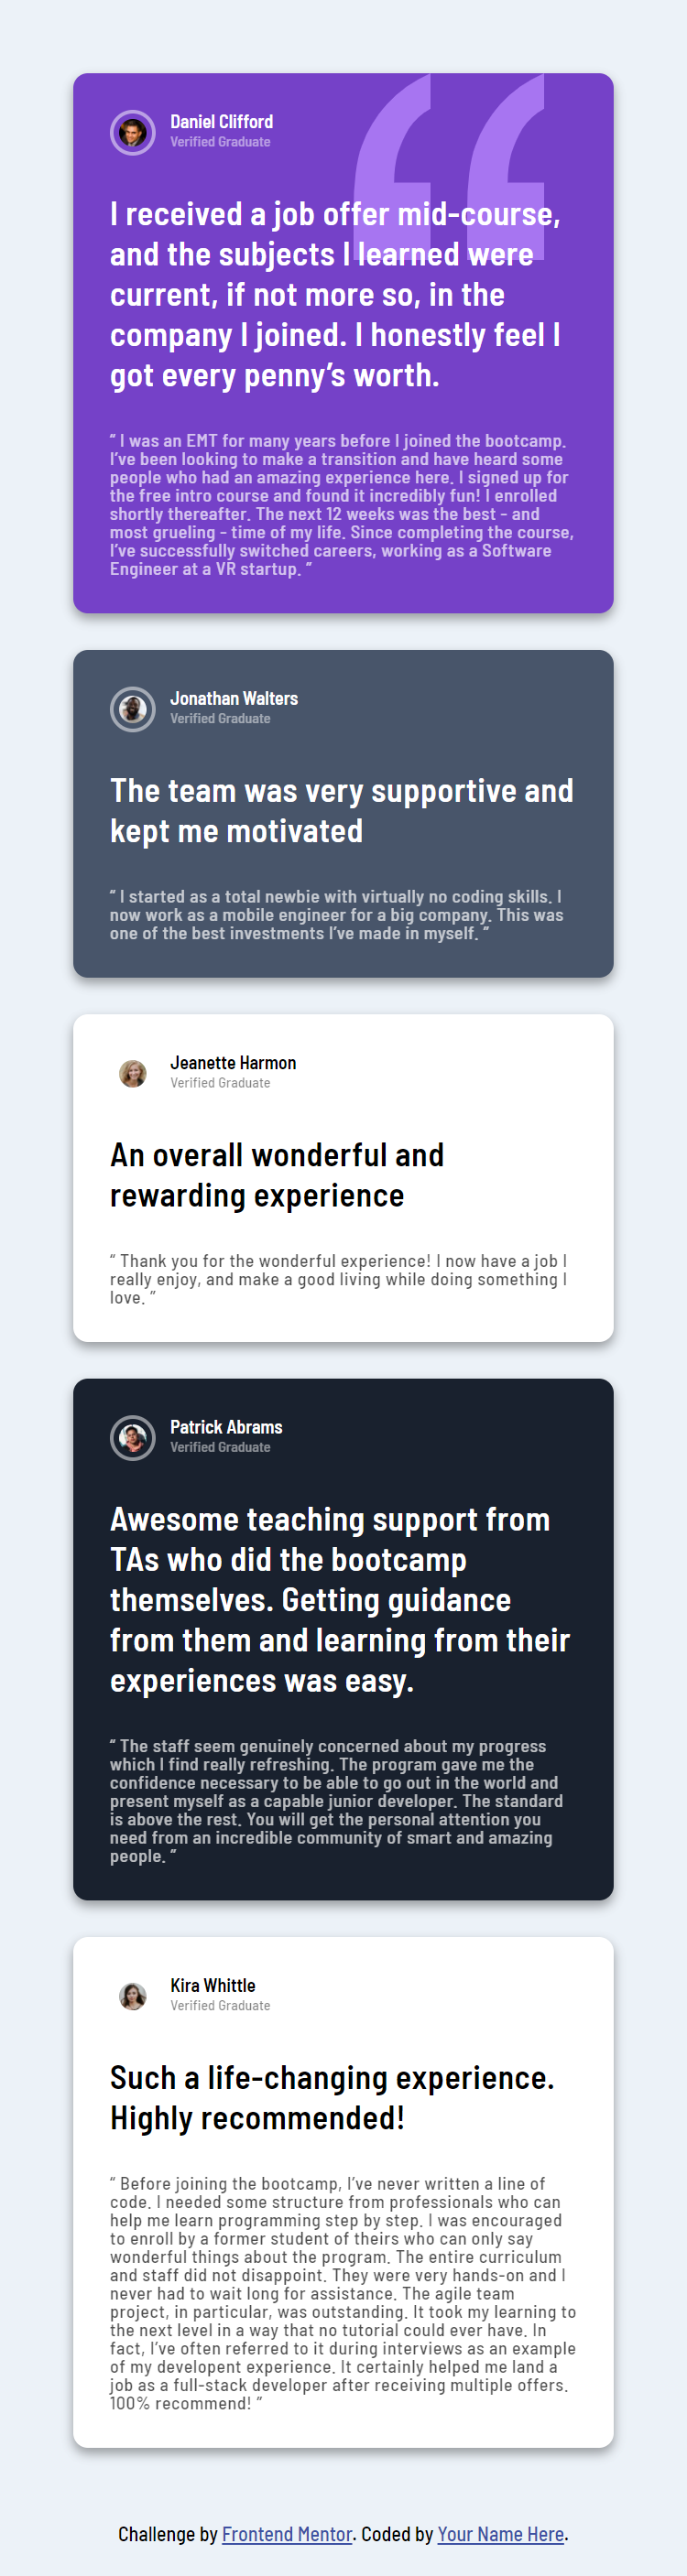 Daniel Clifford
Verified Graduate
I received a job offer mid-course,
and the subjects I learned were
current, if not more so, in the
company I joined. I honestly feel I
got every penny’s worth.
“ I was an EMT for many years before I joined the bootcamp.
I’ve been looking to make a transition and have heard some
people who had an amazing experience here. I signed up for
the free intro course and found it incredibly fun! I enrolled
shortly thereafter. The next 12 weeks was the best - and
most grueling - time of my life. Since completing the course,
I’ve successfully switched careers, working as a Software
Engineer at a VR startup. ”
Jonathan Walters
Verified Graduate
The team was very supportive and
kept me motivated
“ I started as a total newbie with virtually no coding skills. I
now work as a mobile engineer for a big company. This was
one of the best investments I’ve made in myself. ”
Jeanette Harmon
Verified Graduate
An overall wonderful and
rewarding experience
“ Thank you for the wonderful experience! I now have a job I
really enjoy, and make a good living while doing something I
love. ”
Patrick Abrams
Verified Graduate
Awesome teaching support from
TAs who did the bootcamp
themselves. Getting guidance
from them and learning from their
experiences was easy.
“ The staff seem genuinely concerned about my progress
which I find really refreshing. The program gave me the
confidence necessary to be able to go out in the world and
present myself as a capable junior developer. The standard
is above the rest. You will get the personal attention you
need from an incredible community of smart and amazing
people. ”
Kira Whittle
Verified Graduate
Such a life-changing experience.
Highly recommended!
“ Before joining the bootcamp, I’ve never written a line of
code. I needed some structure from professionals who can
help me learn programming step by step. I was encouraged
to enroll by a former student of theirs who can only say
wonderful things about the program. The entire curriculum
and staff did not disappoint. They were very hands-on and I
never had to wait long for assistance. The agile team
project, in particular, was outstanding. It took my learning to
the next level in a way that no tutorial could ever have. In
fact, I’ve often referred to it during interviews as an example
of my developent experience. It certainly helped me land a
job as a full-stack developer after receiving multiple offers.
100% recommend! ”
Challenge by Frontend Mentor. Coded by Your Name Here.